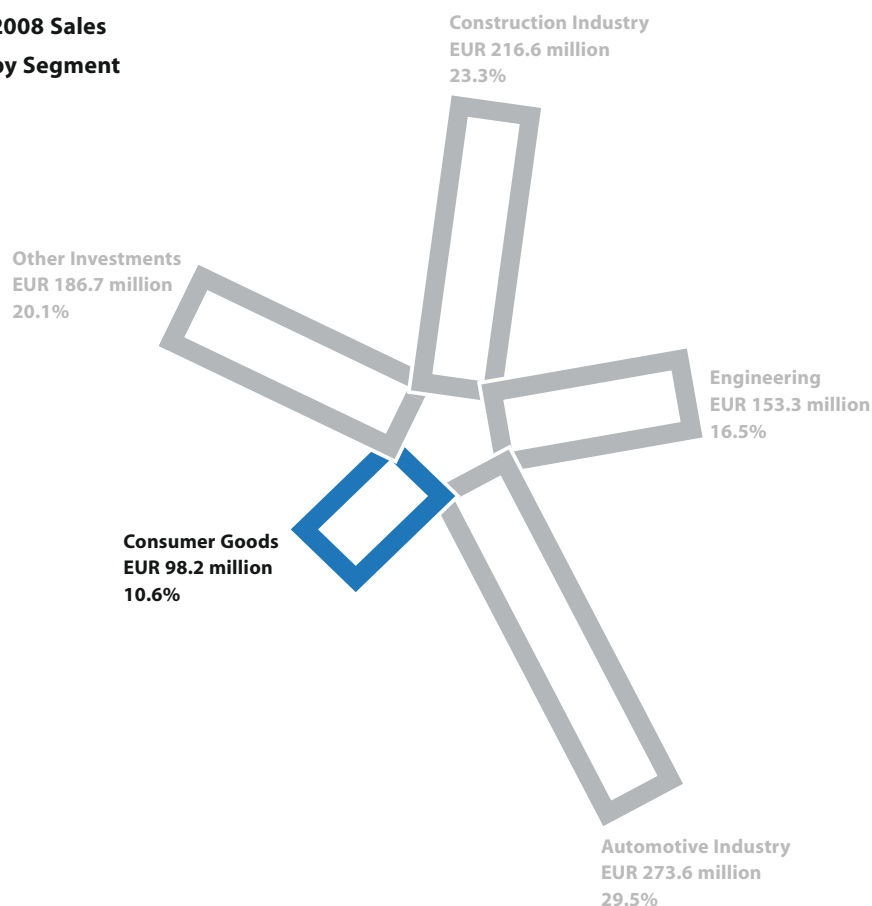 2008 Sales
by Segment
Construction Industry
EUR 216.6 million
23.3%
Other Investments
EUR 186.7 million
20.1%
Engineering
EUR 153.3 million
16.5%
Consumer Goods
EUR 98.2 million
10.6%
Automotive Industry
EUR 273.6 million
29.5%